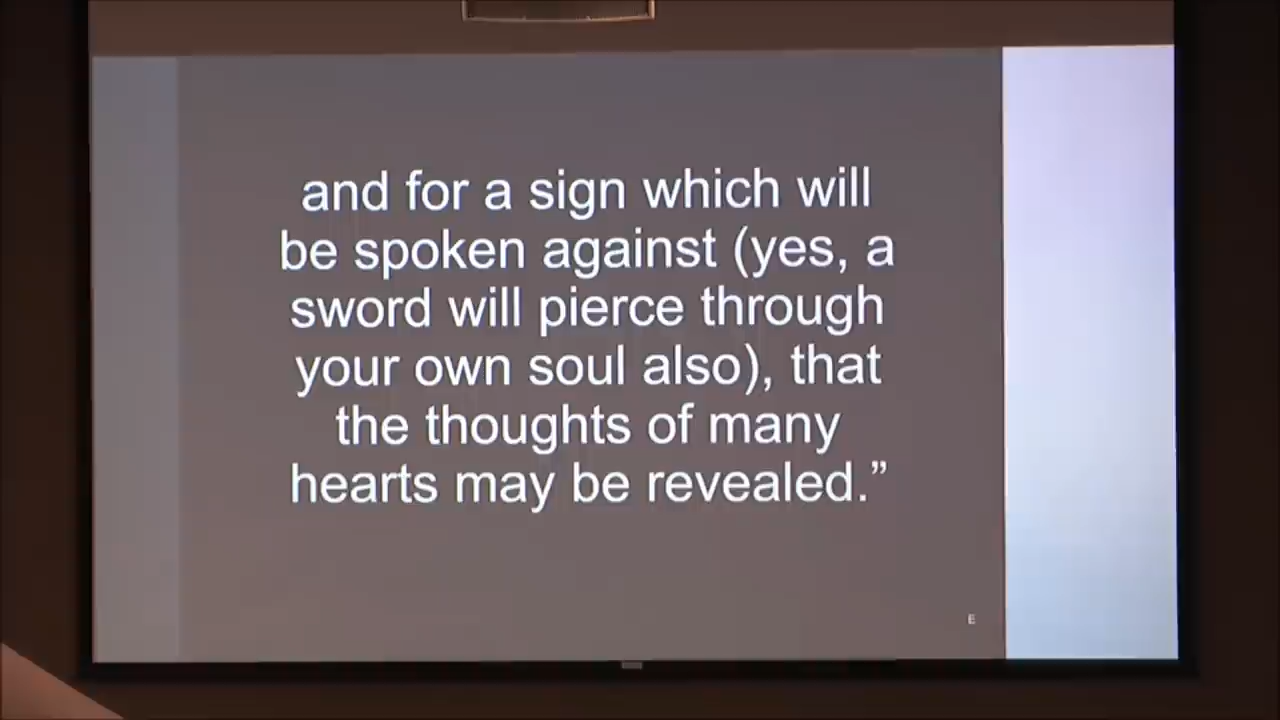 and for a sign which will
be spoken against (yes, a
sword will pierce through
your own soul also), that
the thoughts of many
hearts may be revealed.”
E